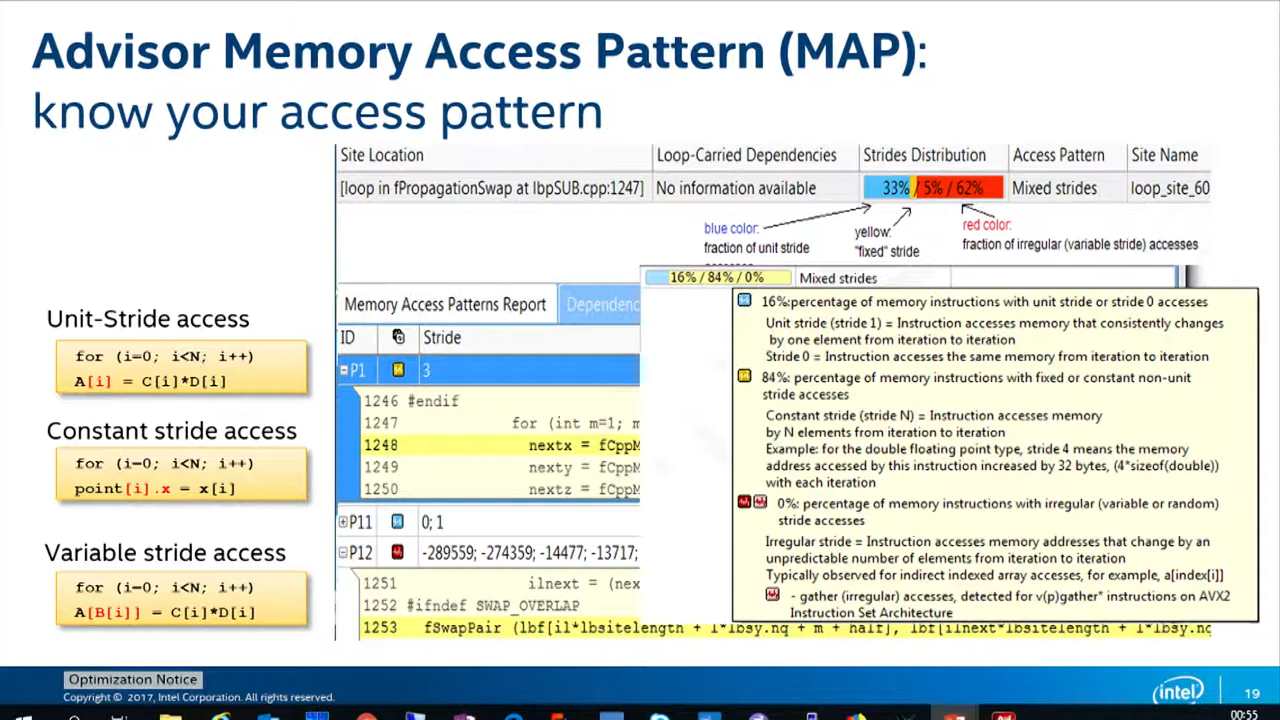 Advisor Memory Access Pattern (MAP):
know your access pattern
Site Location Loop-Carried Dependencies Strides Distribution Access Pattern Site Name
[loop in fPropagationSwap at lbpSUB.cpp:1247] No information available 33% / 5% / 62% Mixed strides loop_site_60
blue color:
fraction of unit stride
yellow:
"fixed" stride
red color:
fraction of irregular (variable stride) accesses
16% / 84% / 0% Mixed strides
Unit-Stride access
for (i=0; i<N; i++)
A[i] = C[i]*D[i]
Constant stride access
for (i=0; i<N; i++)
point[i].x = x[i]
Variable stride access
for (i=0; i<N; i++)
A[B[i]] = C[i]*D[i]
Memory Access Patterns Report Dependenc
ID Stride
P1 3
1246 #endif
1247 for (int m=1; m
1248 nextx = fCppM
1249 nexty = fCppM
1250 nextz = fCppM
P11 0; 1
P12 -289559; -274359; -14477; -13717;
1251 ilnext = (nex
1252 #ifndef SWAP_OVERLAP
1253 fSwapPair (lbf[il*lbsitelength + l*lbsy.nq + m + half], lbf[ilnext*lbsitelength + l*lbsy.nq
16%:percentage of memory instructions with unit stride or stride 0 accesses
Unit stride (stride 1) = Instruction accesses memory that consistently changes
by one element from iteration to iteration
Stride 0 = Instruction accesses the same memory from iteration to iteration
84%: percentage of memory instructions with fixed or constant non-unit
stride accesses
Constant stride (stride N) = Instruction accesses memory
by N elements from iteration to iteration
Example: for the double floating point type, stride 4 means the memory
address accessed by this instruction increased by 32 bytes, (4*sizeof(double))
with each iteration
0%: percentage of memory instructions with irregular (variable or random)
stride accesses
Irregular stride = Instruction accesses memory addresses that change by an
unpredictable number of elements from iteration to iteration
Typically observed for indirect indexed array accesses, for example, a[index[i]]
- gather (irregular) accesses, detected for v(p)gather* instructions on AVX2
Instruction Set Architecture
Optimization Notice
Copyright © 2017, Intel Corporation. All rights reserved.
intel
19
00:55